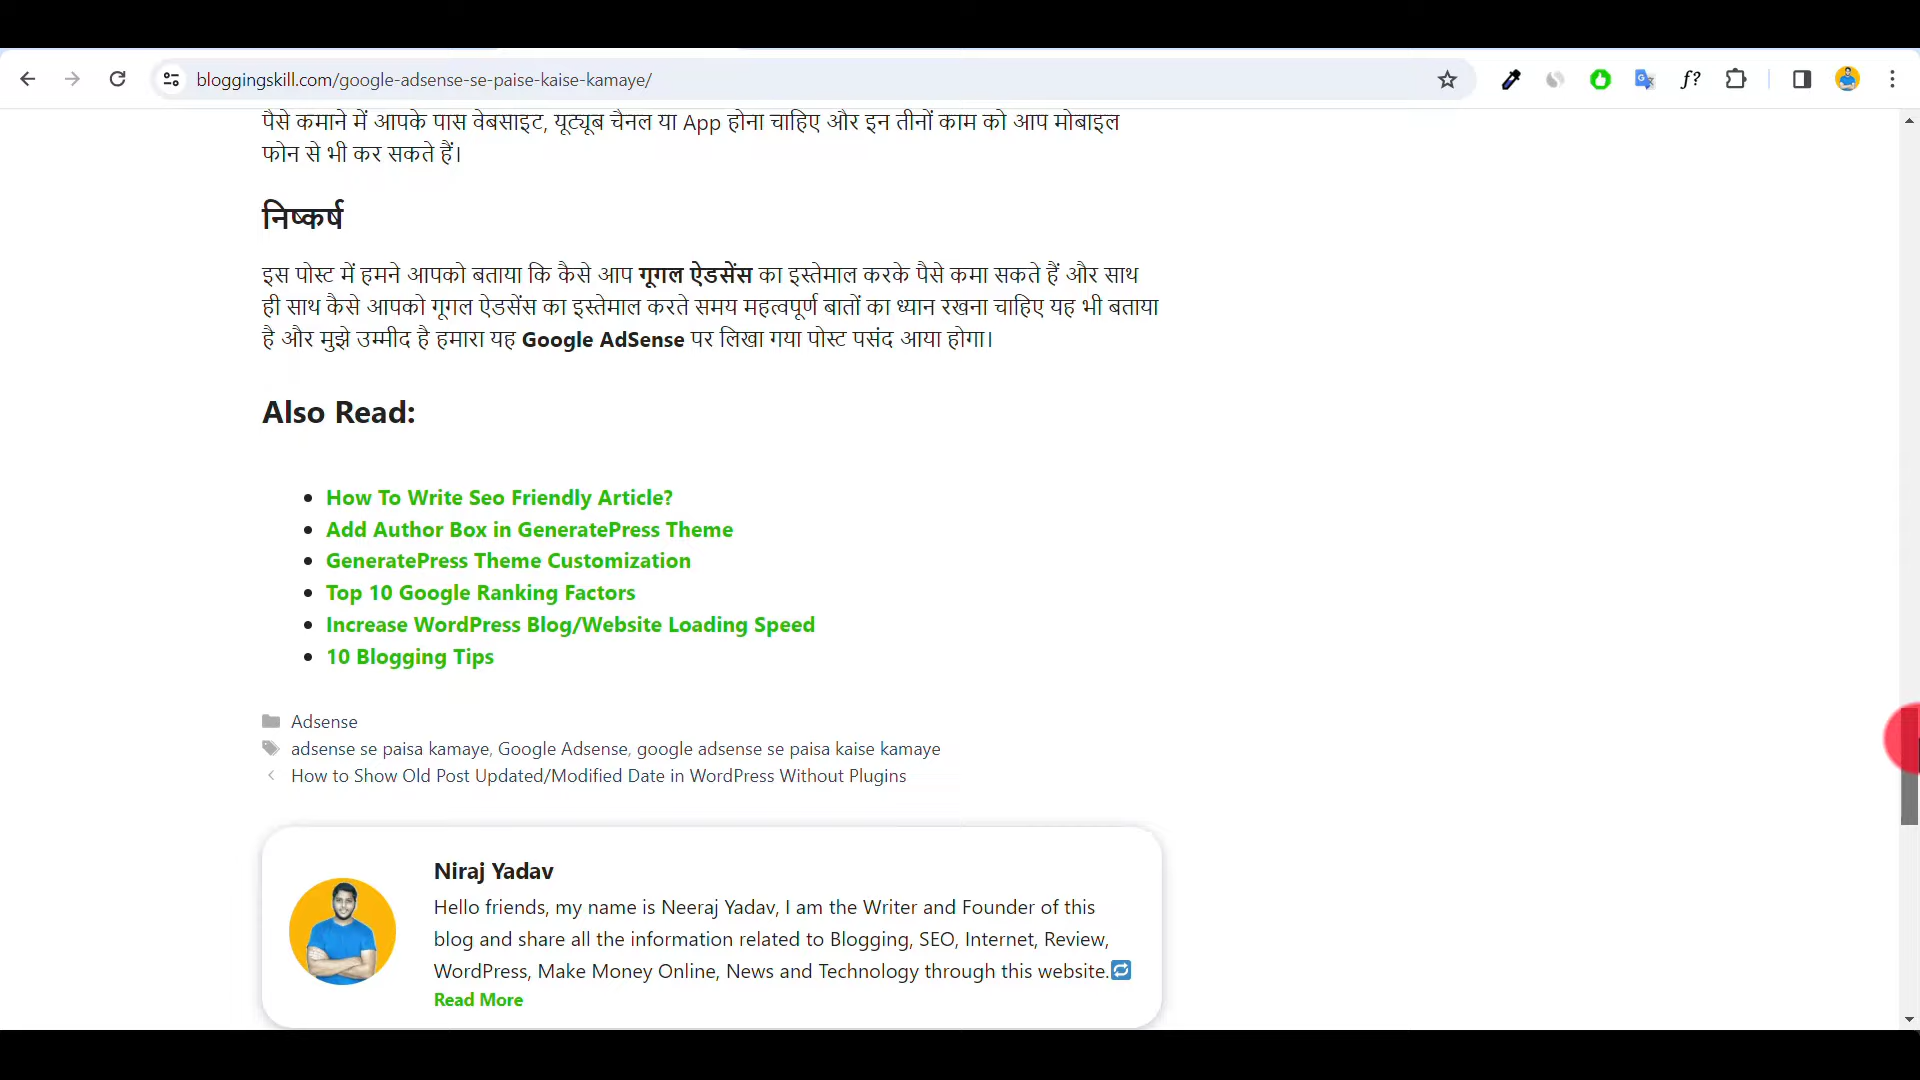 bloggingskill.com/google-adsense-se-paise-kaise-kamaye/
पैसे कमाने में आपके पास वेबसाइट, यूट्यूब चैनल या App होना चाहिए और इन तीनों काम को आप मोबाइल
फोन से भी कर सकते हैं।
निष्कर्ष
इस पोस्ट में हमने आपको बताया कि कैसे आप गूगल ऐडसेंस का इस्तेमाल करके पैसे कमा सकते हैं और साथ
ही साथ कैसे आपको गूगल ऐडसेंस का इस्तेमाल करते समय महत्वपूर्ण बातों का ध्यान रखना चाहिए यह भी बताया
है और मुझे उम्मीद है हमारा यह Google AdSense पर लिखा गया पोस्ट पसंद आया होगा।
Also Read:
How To Write Seo Friendly Article?
Add Author Box in GeneratePress Theme
GeneratePress Theme Customization
Top 10 Google Ranking Factors
Increase WordPress Blog/Website Loading Speed
10 Blogging Tips
Adsense
adsense se paisa kamaye, Google Adsense, google adsense se paisa kaise kamaye
How to Show Old Post Updated/Modified Date in WordPress Without Plugins
Niraj Yadav
Hello friends, my name is Neeraj Yadav, I am the Writer and Founder of this
blog and share all the information related to Blogging, SEO, Internet, Review,
WordPress, Make Money Online, News and Technology through this website.
Read More